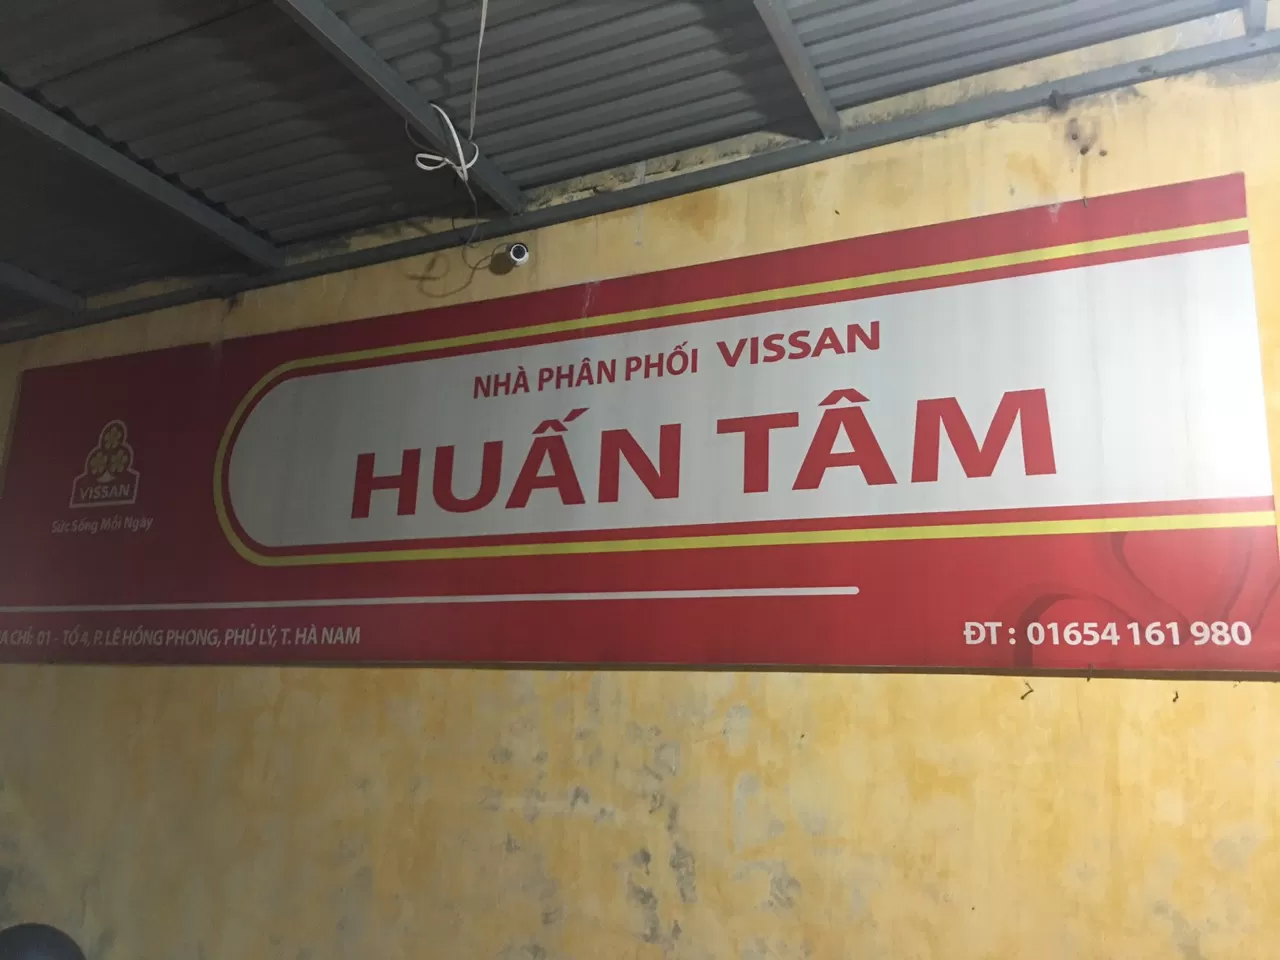 NHÀ PHÂN PHỐI VISSAN
HUẤN TÂM
VISSAN
Sức Sống Mỗi Ngày
CHỈ: 01 - TỔ 4, P. LÊ HỒNG PHONG, PHỦ LÝ, T. HÀ NAM
ĐT : 01654 161 980